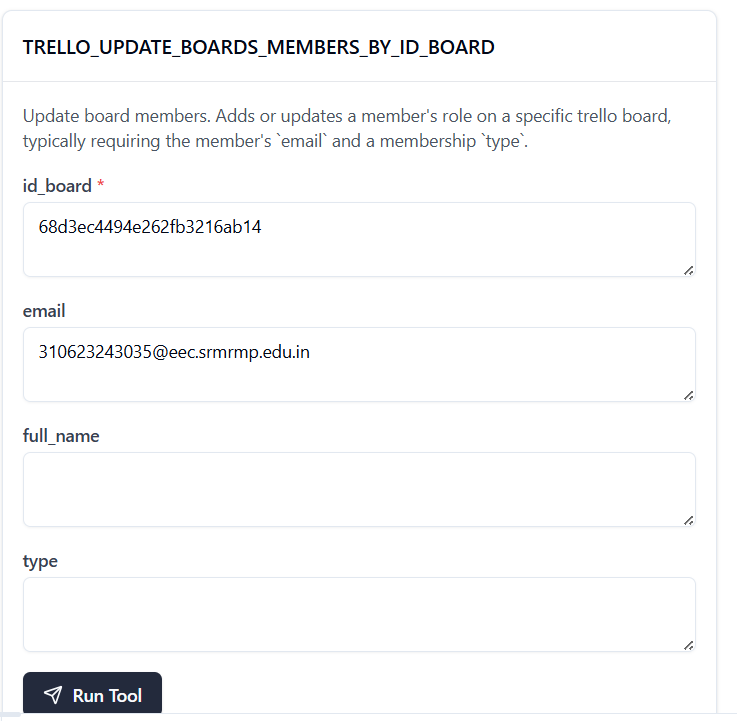 TRELLO_UPDATE_BOARDS_MEMBERS_BY_ID_BOARD
Update board members. Adds or updates a member's role on a specific trello board,
typically requiring the member's `email` and a membership `type`.
id_board *
68d3ec4494e262fb3216ab14
email
310623243035@eec.srmrmp.edu.in
full_name
type
Run Tool